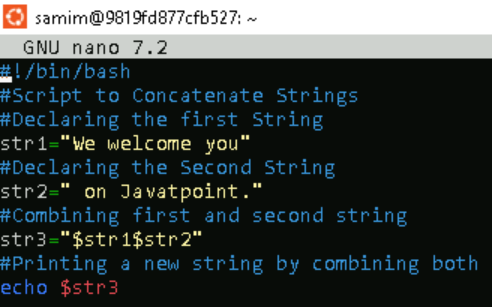 samim@9819fd877cfb527: ~
GNU nano 7.2
#!/bin/bash
#Script to Concatenate Strings
#Declaring the first String
str1="We welcome you"
#Declaring the Second String
str2=" on Javatpoint."
#Combining first and second string
str3="$str1$str2"
#Printing a new string by combining both
echo $str3